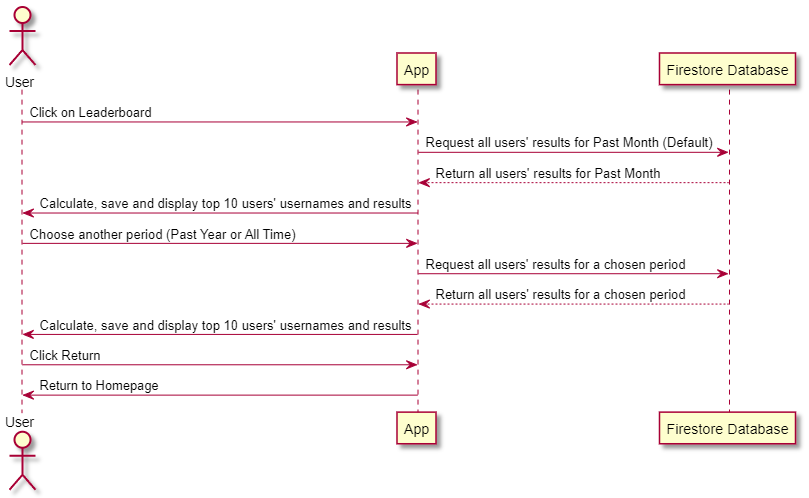 User
App
Firestore Database
Click on Leaderboard
Request all users' results for Past Month (Default)
Return all users' results for Past Month
Calculate, save and display top 10 users' usernames and results
Choose another period (Past Year or All Time)
Request all users' results for a chosen period
Return all users' results for a chosen period
Calculate, save and display top 10 users' usernames and results
Click Return
Return to Homepage
User
App
Firestore Database